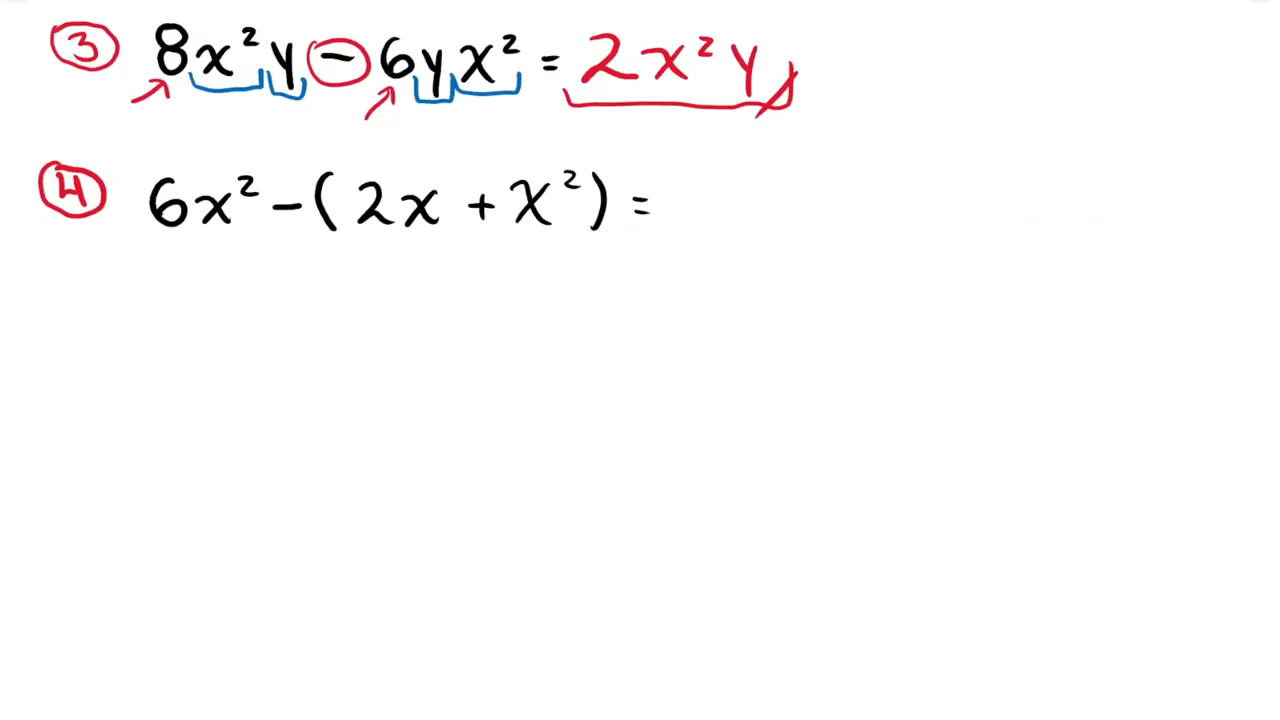 ③ 8x²y - 6yx² = 2x²y
④ 6x² - (2x + x²) =